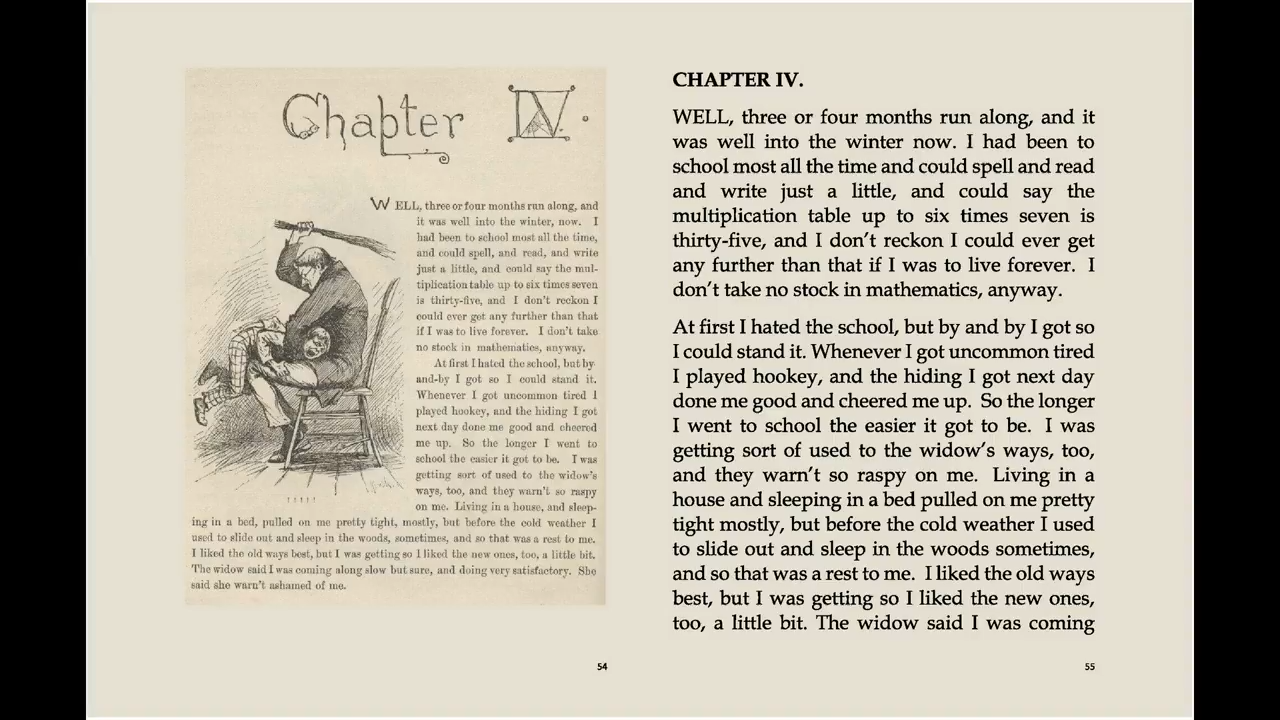 Chapter IV.
WELL, three or four months run along, and
it was well into the winter, now. I
had been to school most all the time,
and could spell, and read, and write
just a little, and could say the mul-
tiplication table up to six times seven
is thirty-five, and I don't reckon I
could ever get any further than that
if I was to live forever. I don't take
no stock in mathematics, anyway.
At first I hated the school, but by-
and-by I got so I could stand it.
Whenever I got uncommon tired I
played hookey, and the hiding I got
next day done me good and cheered
me up. So the longer I went to
school the easier it got to be. I was
getting sort of used to the widow's
ways, too, and they warn't so raspy
on me. Living in a house, and sleep-
ing in a bed, pulled on me pretty tight, mostly, but before the cold weather I
used to slide out and sleep in the woods, sometimes, and so that was a rest to me.
I liked the old ways best, but I was getting so I liked the new ones, too, a little bit.
The widow said I was coming along slow but sure, and doing very satisfactory. She
said she warn't ashamed of me.
54
CHAPTER IV.
WELL, three or four months run along, and it
was well into the winter now. I had been to
school most all the time and could spell and read
and write just a little, and could say the
multiplication table up to six times seven is
thirty-five, and I don't reckon I could ever get
any further than that if I was to live forever. I
don't take no stock in mathematics, anyway.
At first I hated the school, but by and by I got so
I could stand it. Whenever I got uncommon tired
I played hookey, and the hiding I got next day
done me good and cheered me up. So the longer
I went to school the easier it got to be. I was
getting sort of used to the widow's ways, too,
and they warn't so raspy on me. Living in a
house and sleeping in a bed pulled on me pretty
tight mostly, but before the cold weather I used
to slide out and sleep in the woods sometimes,
and so that was a rest to me. I liked the old ways
best, but I was getting so I liked the new ones,
too, a little bit. The widow said I was coming
55